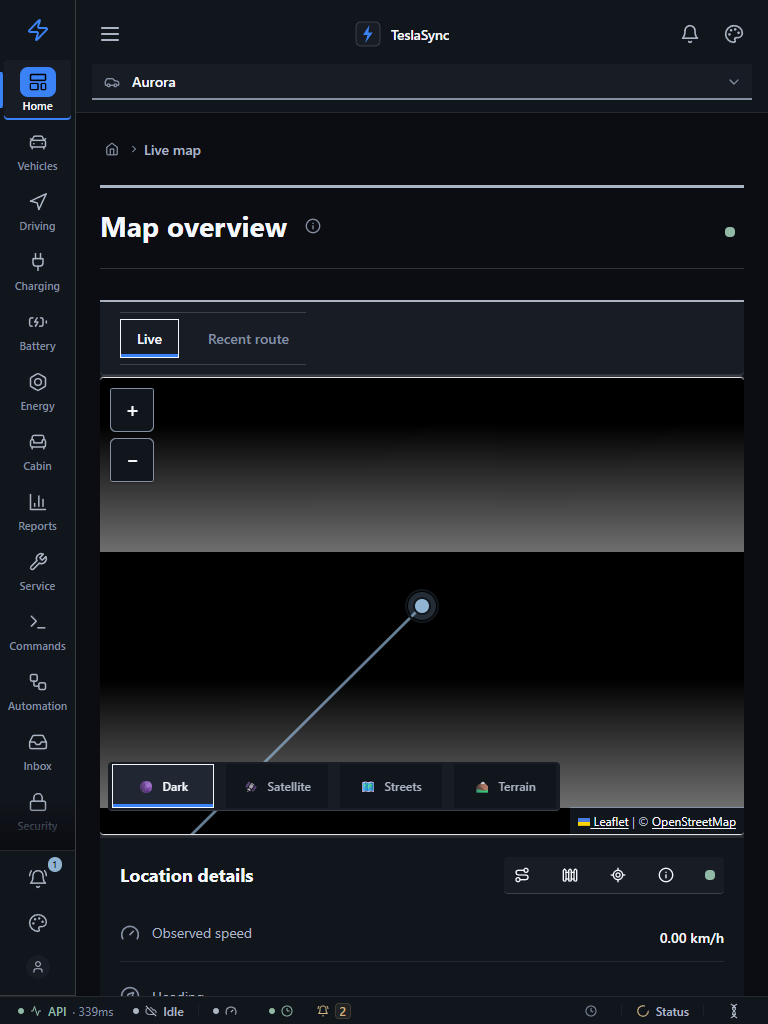 TeslaSync
Aurora
Home
Vehicles
Driving
Charging
Battery
Energy
Cabin
Reports
Service
Commands
Automation
Inbox
Security
1
Live map
Map overview
Live
Recent route
+
−
Dark
Satellite
Streets
Terrain
Leaflet | © OpenStreetMap
Location details
Observed speed
0.00 km/h
Heading
API · 339ms
Idle
2
Status